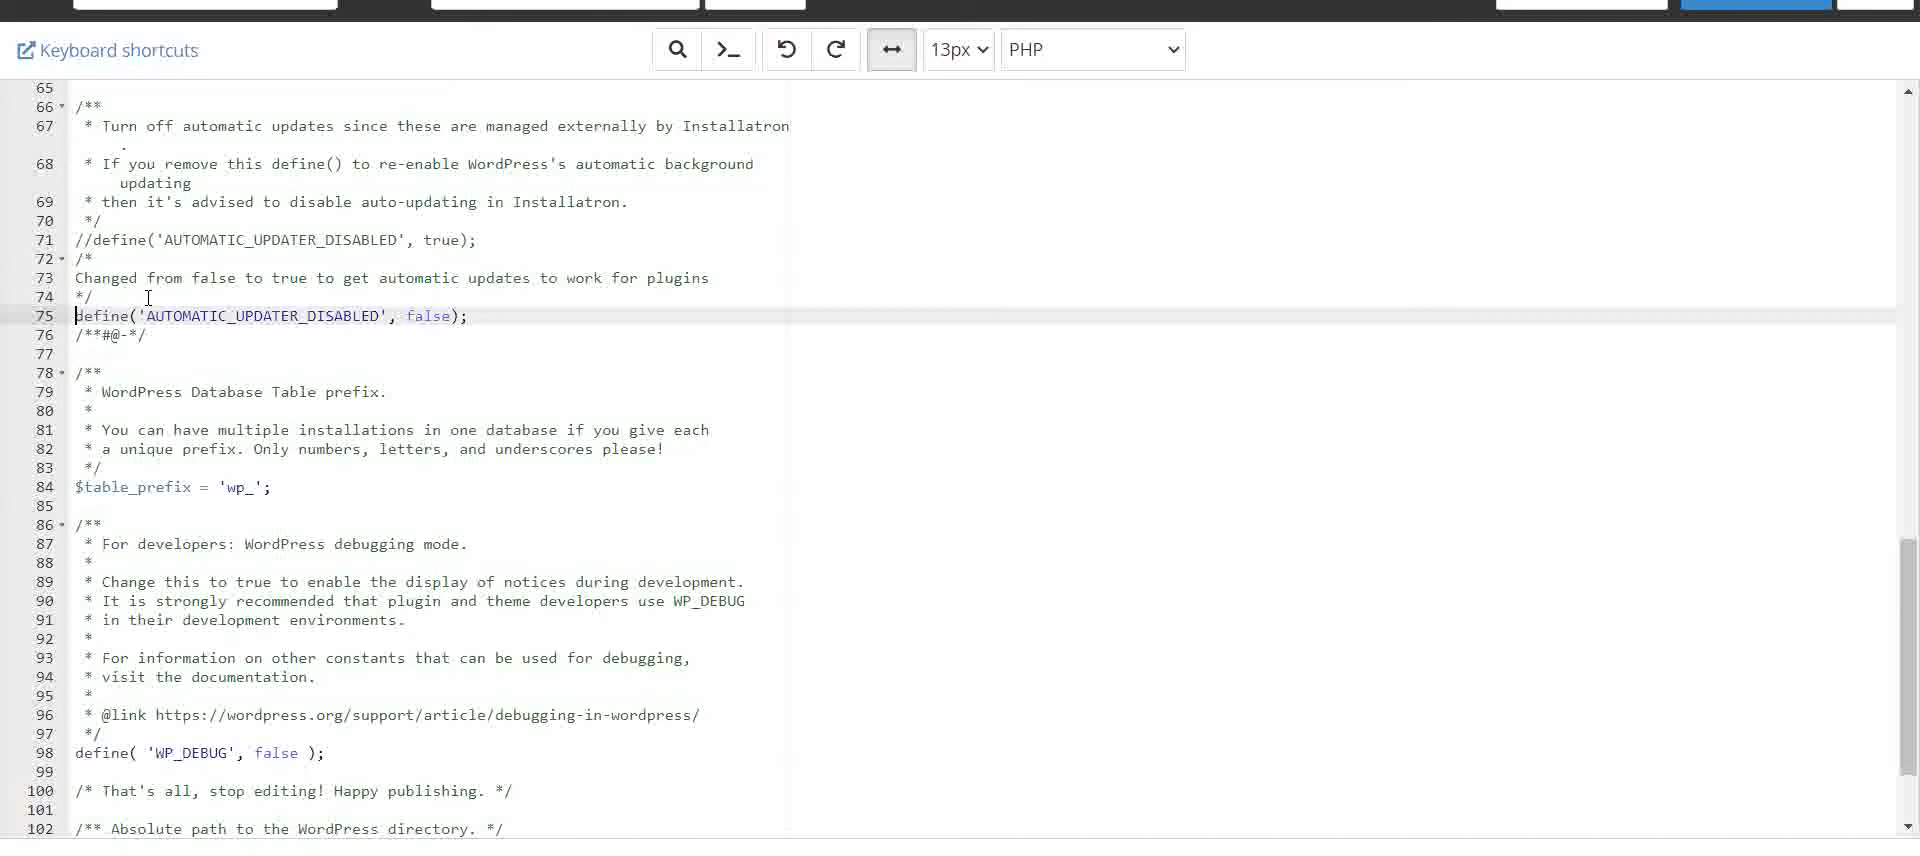 Keyboard shortcuts
13px
PHP
65
66 /**
67 * Turn off automatic updates since these are managed externally by Installatron
.
68 * If you remove this define() to re-enable WordPress's automatic background
updating
69 * then it's advised to disable auto-updating in Installatron.
70 */
71 //define('AUTOMATIC_UPDATER_DISABLED', true);
72 /*
73 Changed from false to true to get automatic updates to work for plugins
74 */
75 define('AUTOMATIC_UPDATER_DISABLED', false);
76 /**#@-*/
77
78 /**
79 * WordPress Database Table prefix.
80 *
81 * You can have multiple installations in one database if you give each
82 * a unique prefix. Only numbers, letters, and underscores please!
83 */
84 $table_prefix = 'wp_';
85
86 /**
87 * For developers: WordPress debugging mode.
88 *
89 * Change this to true to enable the display of notices during development.
90 * It is strongly recommended that plugin and theme developers use WP_DEBUG
91 * in their development environments.
92 *
93 * For information on other constants that can be used for debugging,
94 * visit the documentation.
95 *
96 * @link https://wordpress.org/support/article/debugging-in-wordpress/
97 */
98 define( 'WP_DEBUG', false );
99
100 /* That's all, stop editing! Happy publishing. */
101
102 /** Absolute path to the WordPress directory. */